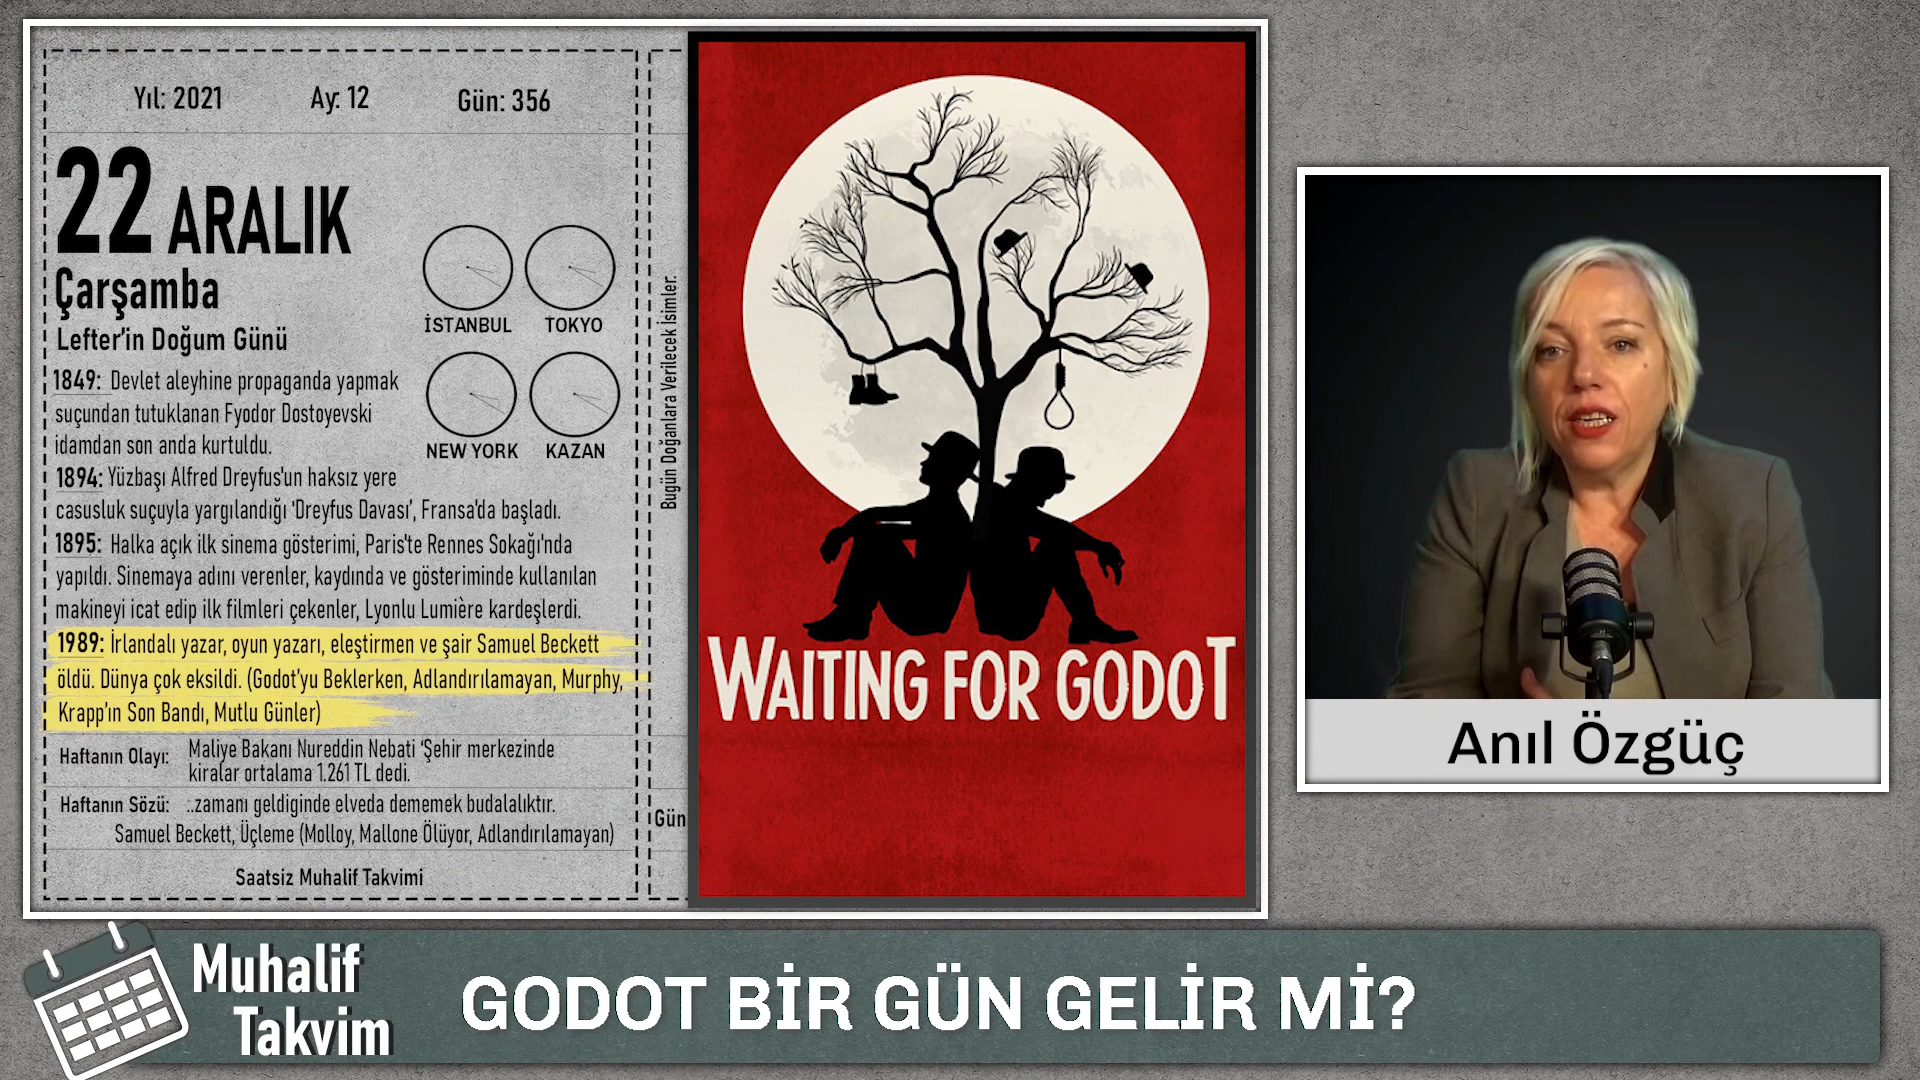 Yıl: 2021 Ay: 12 Gün: 356
22 ARALIK
Çarşamba
Lefter'in Doğum Günü
İSTANBUL TOKYO
NEW YORK KAZAN
1849: Devlet aleyhine propaganda yapmak
suçundan tutuklanan Fyodor Dostoyevski
idamdan son anda kurtuldu.
1894: Yüzbaşı Alfred Dreyfus'un haksız yere
casusluk suçuyla yargılandığı 'Dreyfus Davası', Fransa'da başladı.
1895: Halka açık ilk sinema gösterimi, Paris'te Rennes Sokağı'nda
yapıldı. Sinemaya adını verenler, kaydında ve gösteriminde kullanılan
makineyi icat edip ilk filmleri çekenler, Lyonlu Lumière kardeşlerdi.
1989: İrlandalı yazar, oyun yazarı, eleştirmen ve şair Samuel Beckett
öldü. Dünya çok eksildi. (Godot'yu Beklerken, Adlandırılamayan, Murphy,
Krapp'ın Son Bandı, Mutlu Günler)
Haftanın Olayı: Maliye Bakanı Nureddin Nebati 'Şehir merkezinde
kiralar ortalama 1.261 TL dedi.
Haftanın Sözü: ..zamanı geldiginde elveda dememek budalalıktır.
Samuel Beckett, Üçleme (Molloy, Mallone Ölüyor, Adlandırılamayan)
Saatsiz Muhalif Takvimi
Bugün Doğanlara Verilecek İsimler:
Gün
WAITING FOR GODOT
Anıl Özgüç
Muhalif
Takvim
GODOT BİR GÜN GELİR Mİ?